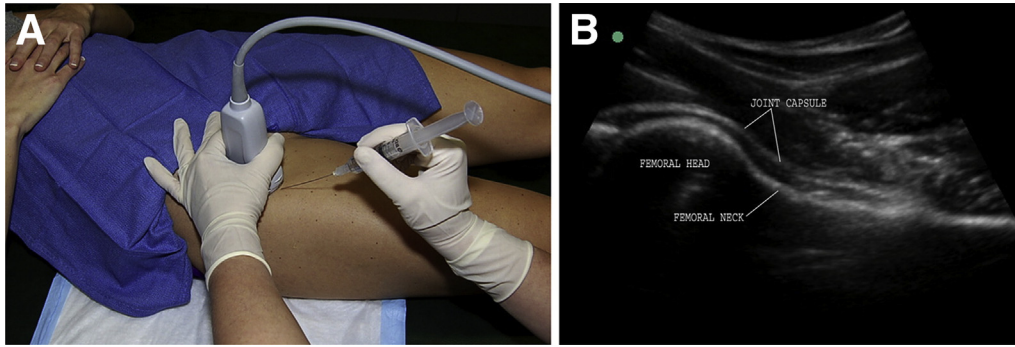 A
B
JOINT CAPSULE
FEMORAL HEAD
FEMORAL NECK